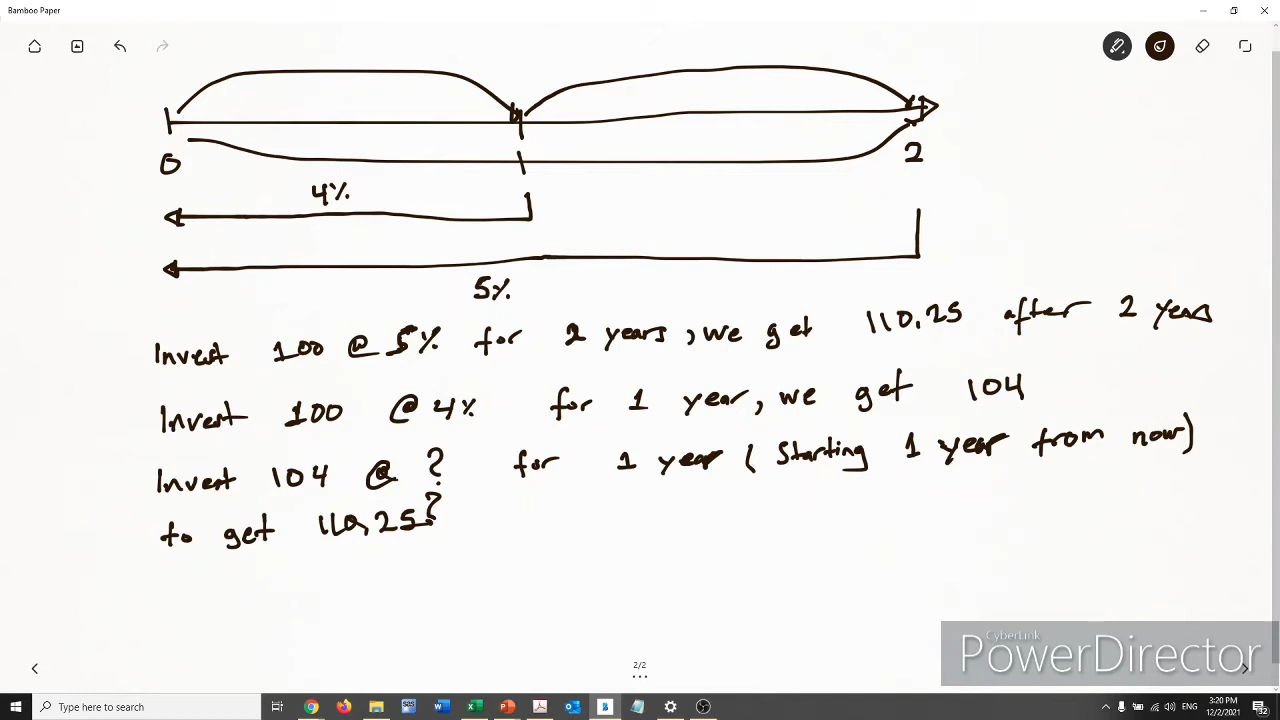 Bamboo Paper
0
2
4%
5%
Invest 100 @ 5% for 2 years, we get 110.25 after 2 years
Invest 100 @ 4% for 1 year, we get 104
Invest 104 @ ? for 1 year (Starting 1 year from now)
to get 110.25?
CyberLink
PowerDirector
2/2
Type here to search
ENG
3:20 PM
12/2/2021